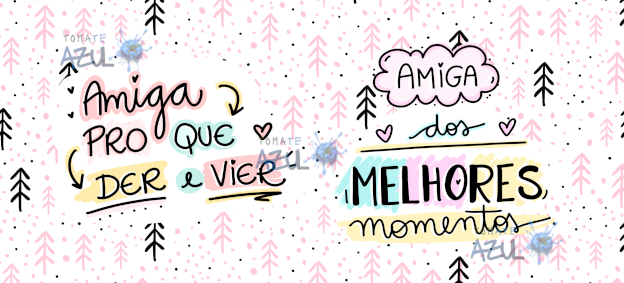 TOMATE
AZUL
Amiga
PRO QUE
DER e VIER
TOMATE
AZUL
AMiGA
dos
MELHORES
momentos
TOMATE
AZUL